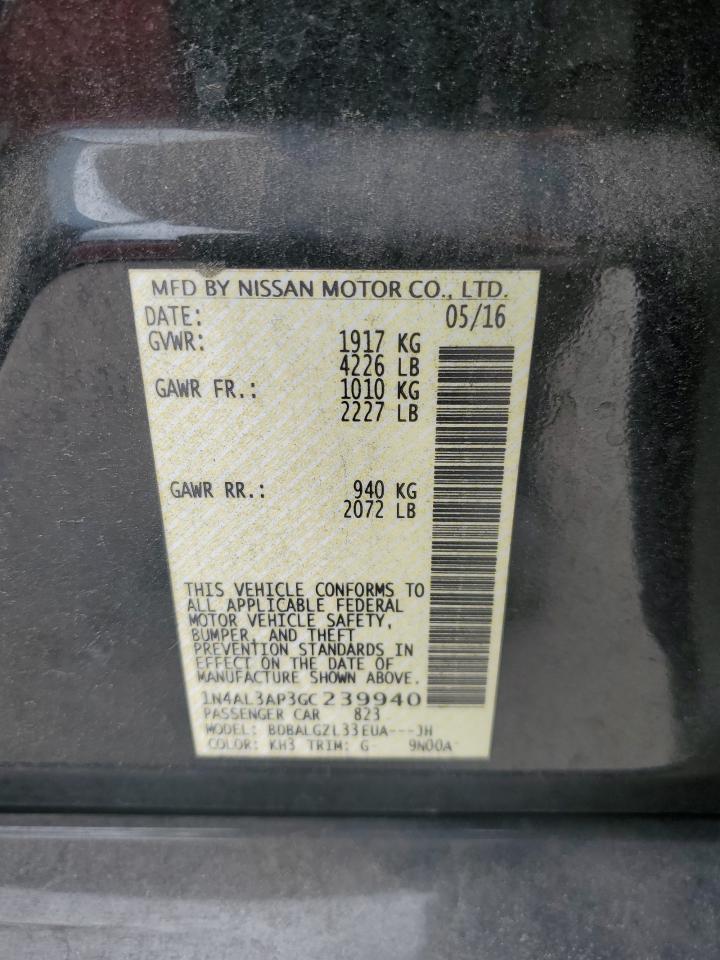 MFD BY NISSAN MOTOR CO., LTD.
DATE: 05/16
GVWR: 1917 KG
4226 LB
GAWR FR.: 1010 KG
2227 LB
GAWR RR.: 940 KG
2072 LB
THIS VEHICLE CONFORMS TO
ALL APPLICABLE FEDERAL
MOTOR VEHICLE SAFETY,
BUMPER, AND THEFT
PREVENTION STANDARDS IN
EFFECT ON THE DATE OF
MANUFACTURE SHOWN ABOVE.
1N4AL3AP3GC239940
PASSENGER CAR 823
MODEL: BDBALGZL33EUA---JH
COLOR: KH3 TRIM: G- 9N00A